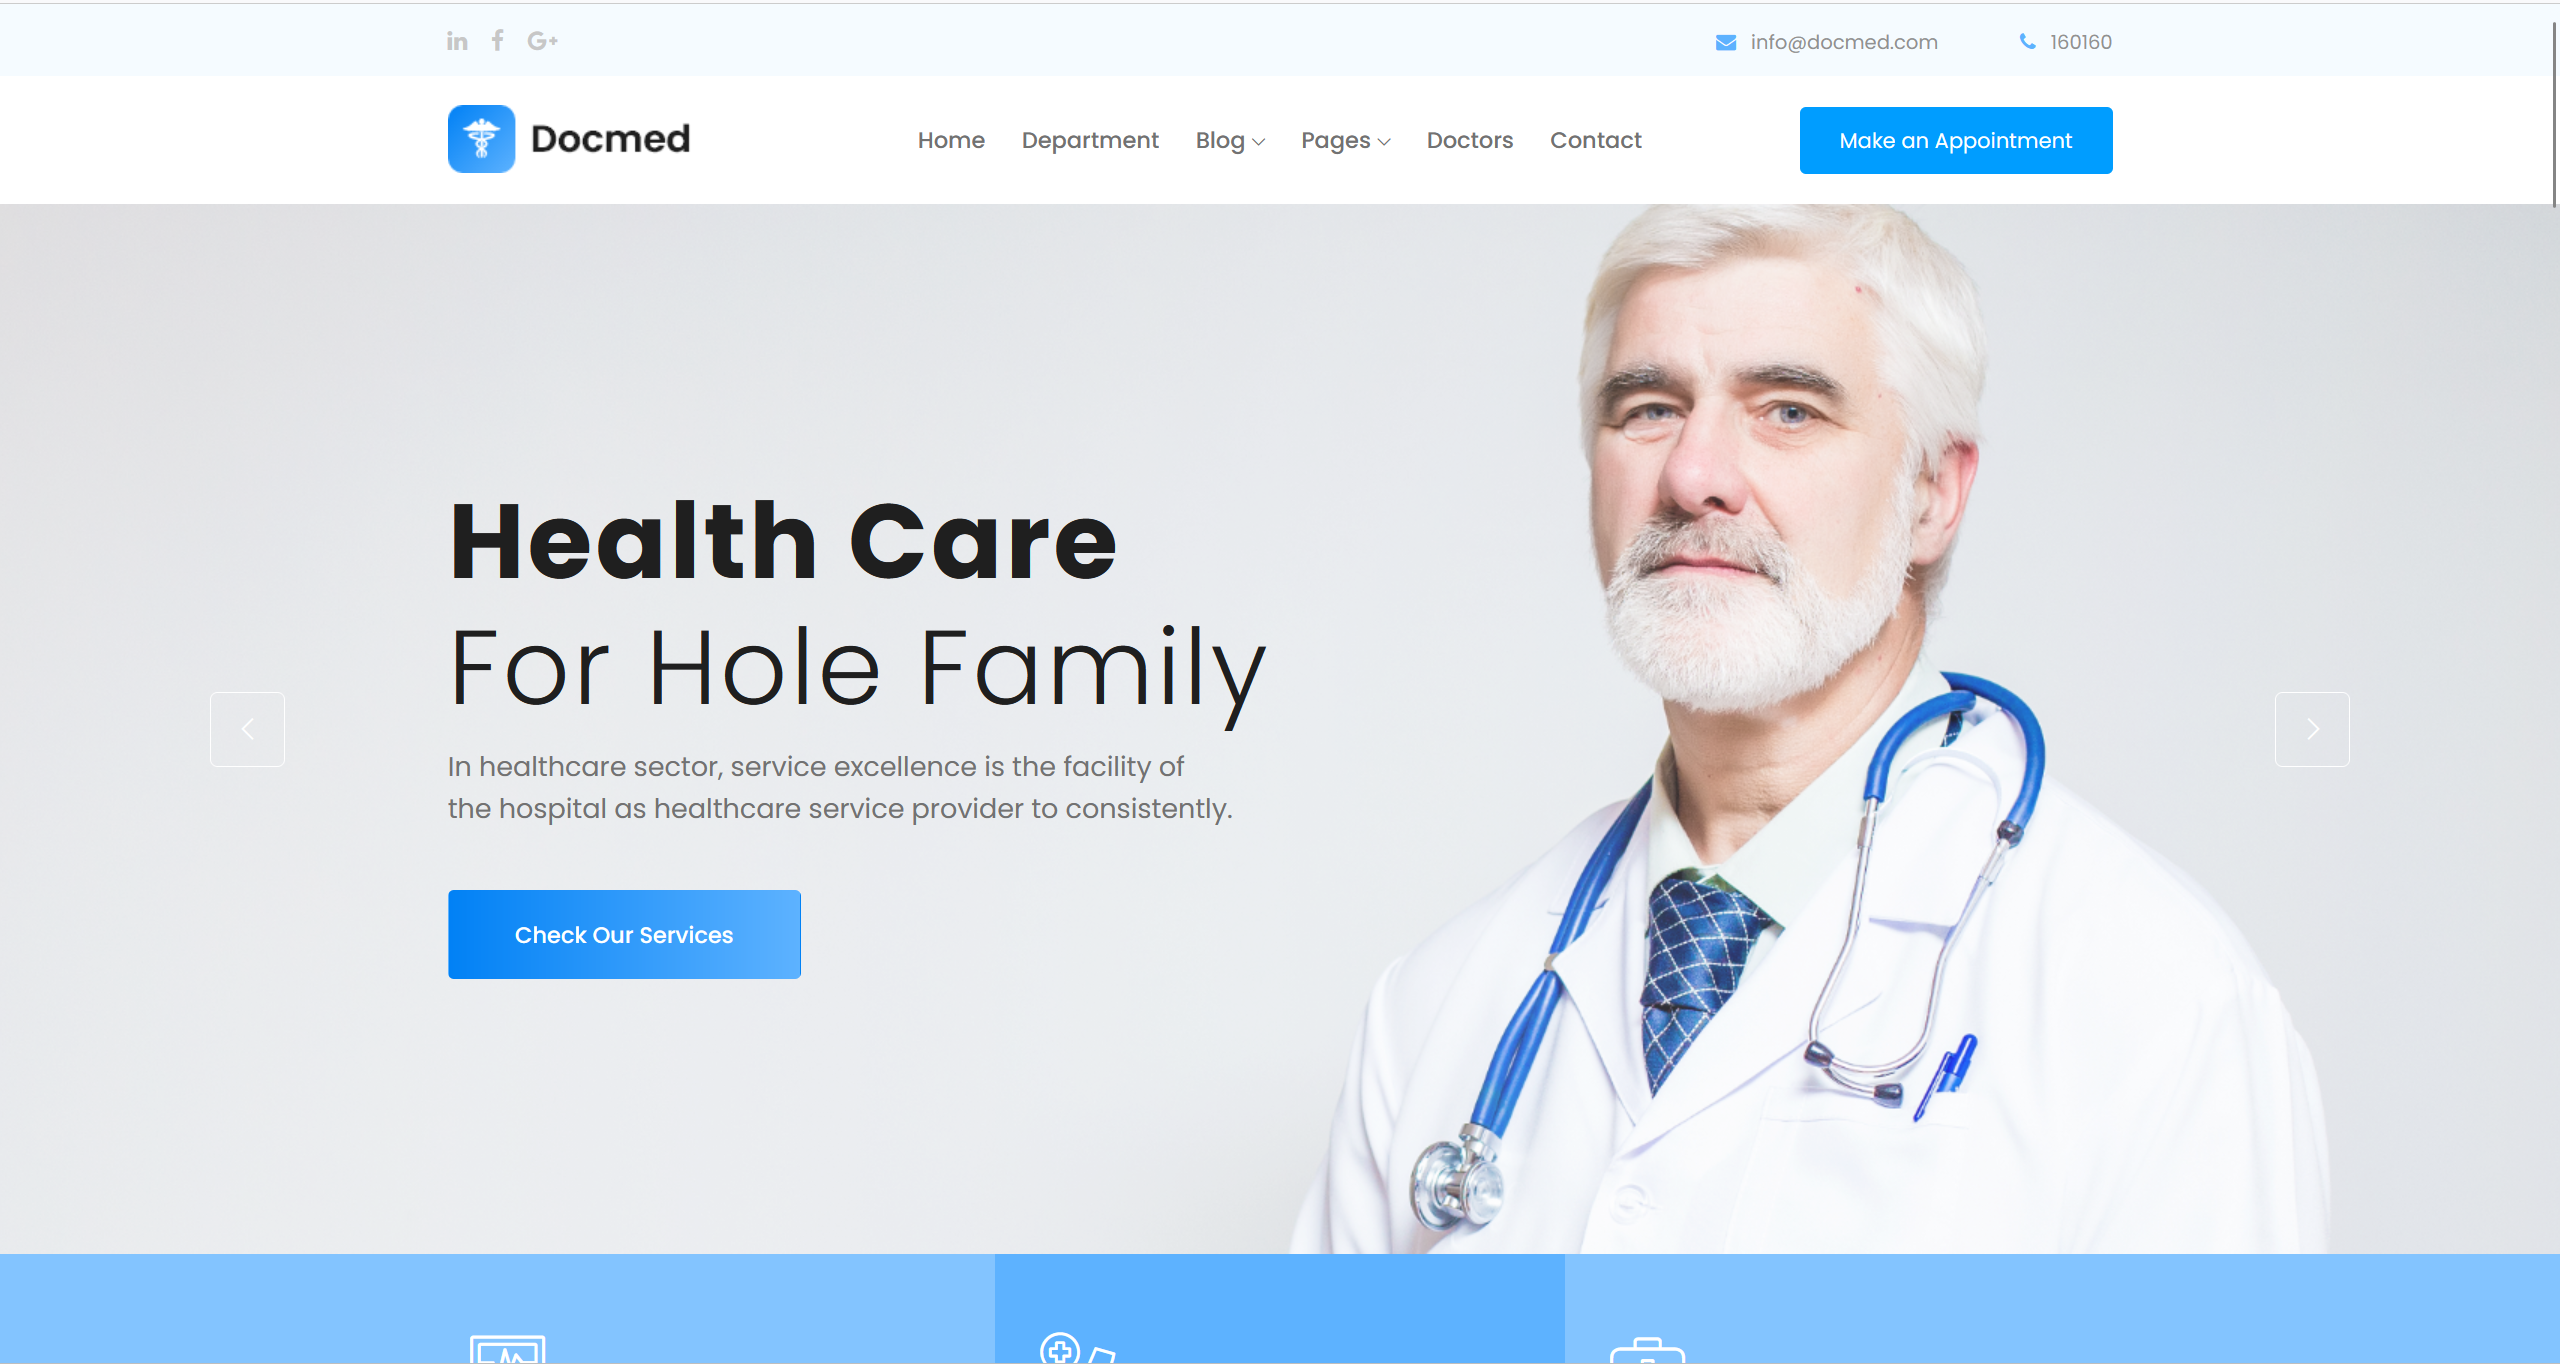 info@docmed.com 160160
Docmed Home Department Blog Pages Doctors Contact Make an Appointment
Health Care
For Hole Family
In healthcare sector, service excellence is the facility of
the hospital as healthcare service provider to consistently.
Check Our Services